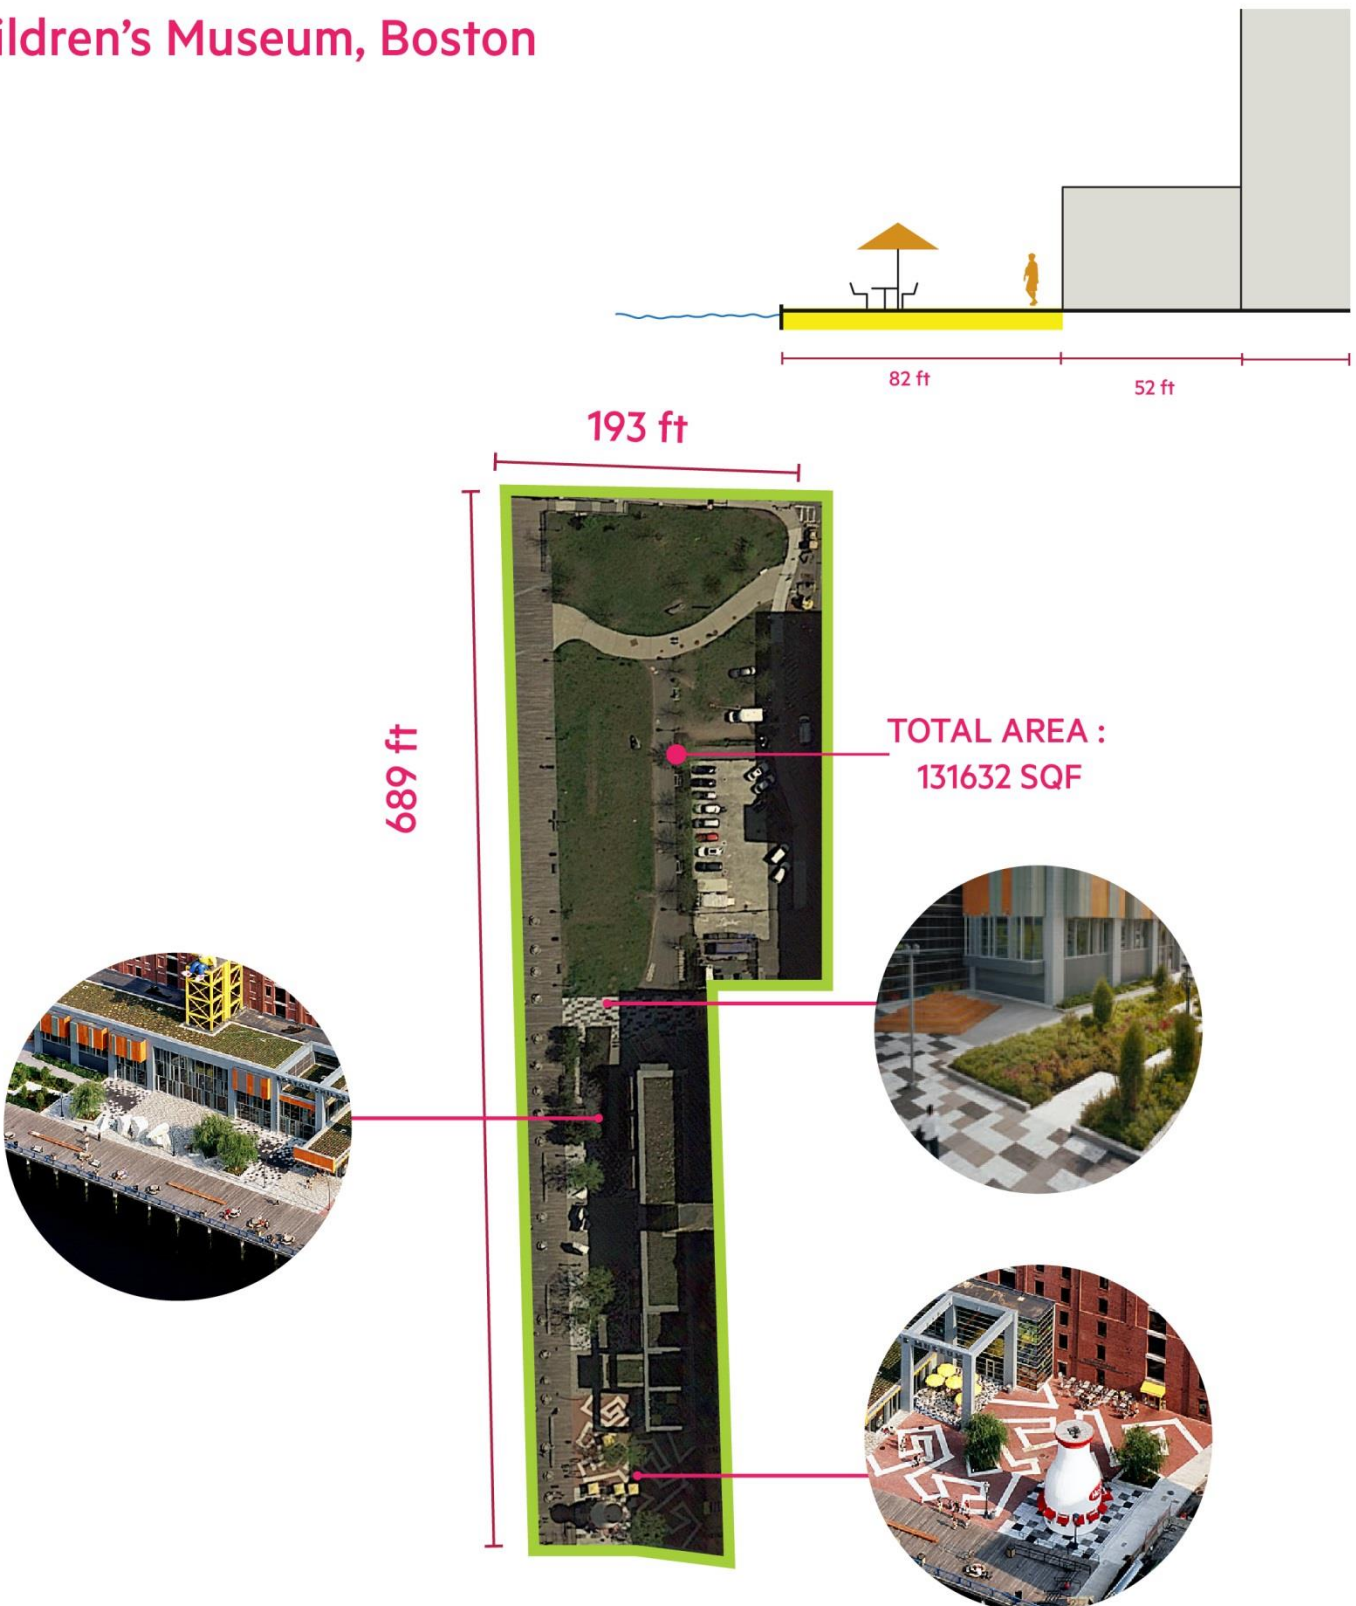 ildren's Museum, Boston
82 ft
52 ft
193 ft
689 ft
TOTAL AREA :
131632 SQF